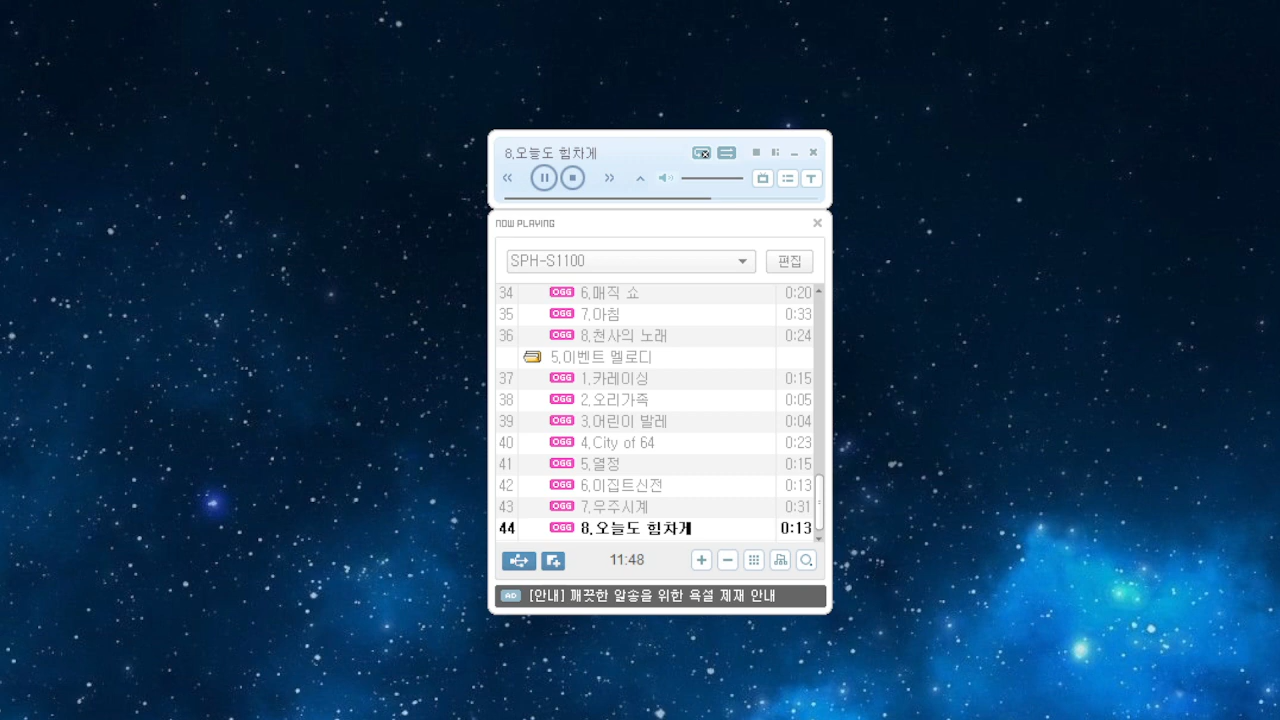 8.오늘도 힘차게
NOW PLAYING
SPH-S1100 편집
34 OGG 6.매직 쇼 0:20
35 OGG 7.아침 0:33
36 OGG 8.천사의 노래 0:24
5.이벤트 멜로디
37 OGG 1.카레이싱 0:15
38 OGG 2.오리가족 0:05
39 OGG 3.어린이 발레 0:04
40 OGG 4.City of 64 0:23
41 OGG 5.열정 0:15
42 OGG 6.이집트신전 0:13
43 OGG 7.우주시계 0:31
44 OGG 8.오늘도 힘차게 0:13
11:48
AD [안내] 깨끗한 알송을 위한 욕설 제재 안내